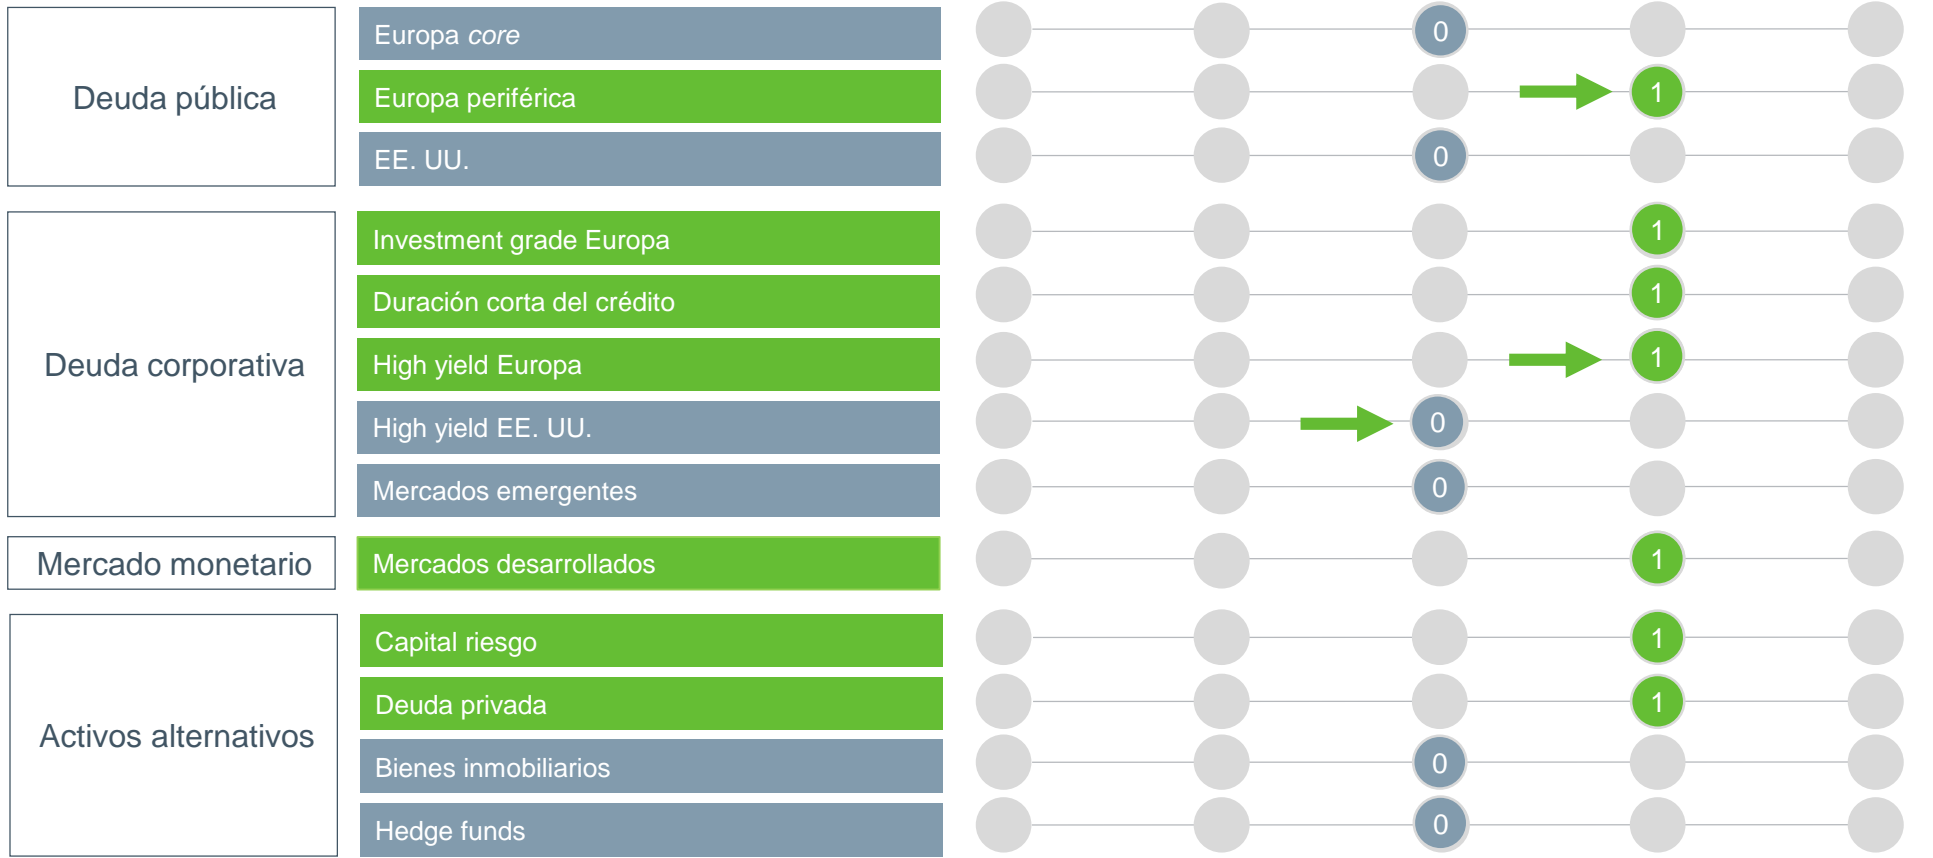 Deuda pública
Europa core
0
Europa periférica
1
EE. UU.
0
Deuda corporativa
Investment grade Europa
1
Duración corta del crédito
1
High yield Europa
1
High yield EE. UU.
0
Mercados emergentes
0
Mercado monetario
Mercados desarrollados
1
Activos alternativos
Capital riesgo
1
Deuda privada
1
Bienes inmobiliarios
0
Hedge funds
0